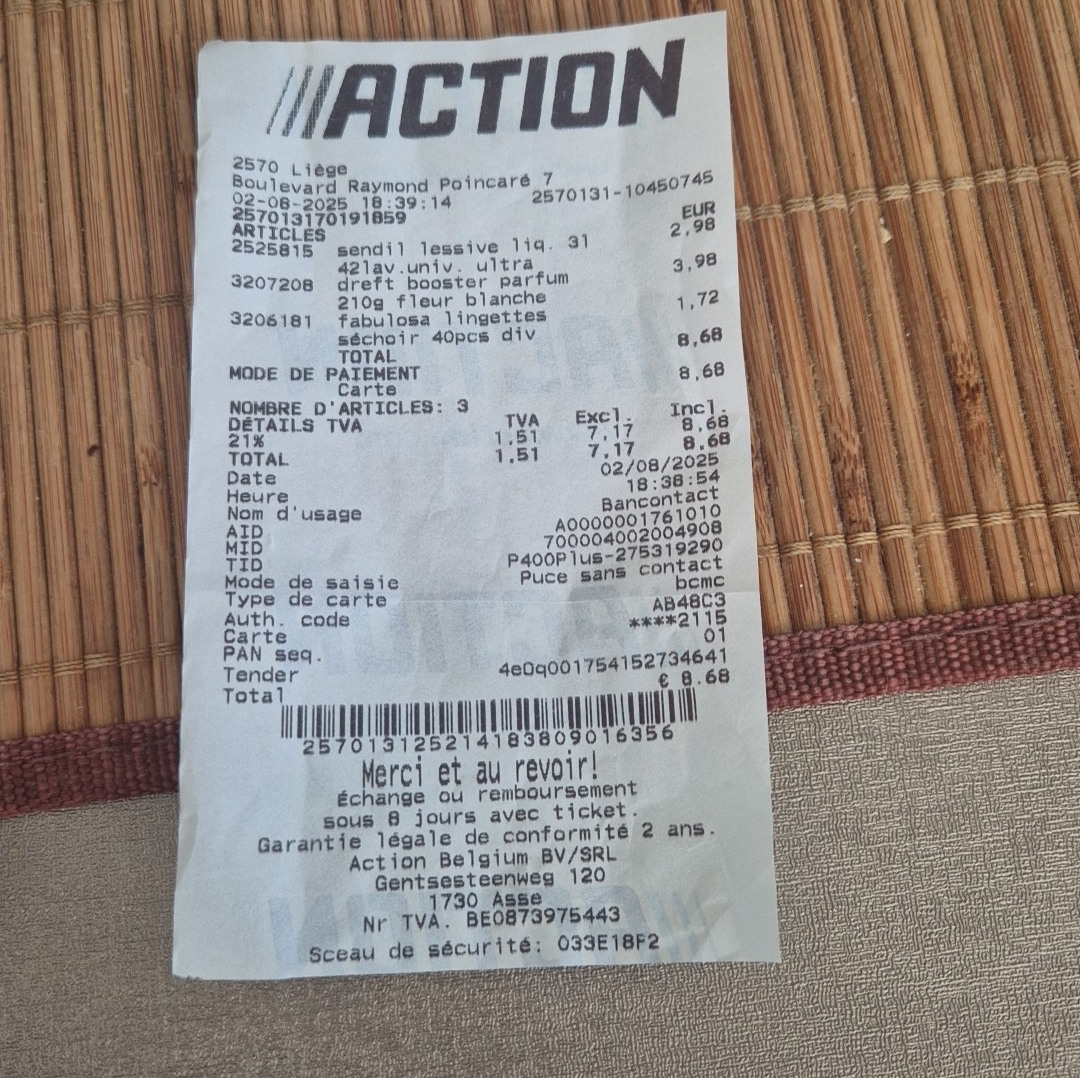 ///ACTION
2570 Liège
Boulevard Raymond Poincaré 7
02-08-2025 18:39:14 2570131-10450745
257013170191859 EUR
ARTICLES 2,98
2525815 sendil lessive liq. 3l
42lav.univ. ultra 3,98
3207208 dreft booster parfum
210g fleur blanche 1,72
3206181 fabulosa lingettes
séchoir 40pcs div 8,68
TOTAL
MODE DE PAIEMENT 8,68
Carte
NOMBRE D'ARTICLES: 3
DÉTAILS TVA TVA Excl. Incl.
21% 1.51 7,17 8,68
TOTAL 1.51 7.17 8.68
Date 02/08/2025
Heure 18:38:54
Nom d'usage Bancontact
AID A0000001761010
MID 700004002004908
TID P400Plus-275319290
Mode de saisie Puce sans contact
Type de carte bcmc
Auth. code AB48C3
Carte ****2115
PAN seq. 01
Tender 4e0q001754152734641
Total € 8.68
257013125214183809016356
Merci et au revoir!
Échange ou remboursement
sous 8 jours avec ticket.
Garantie légale de conformité 2 ans.
Action Belgium BV/SRL
Gentsesteenweg 120
1730 Asse
Nr TVA. BE0873975443
Sceau de sécurité: 033E18F2